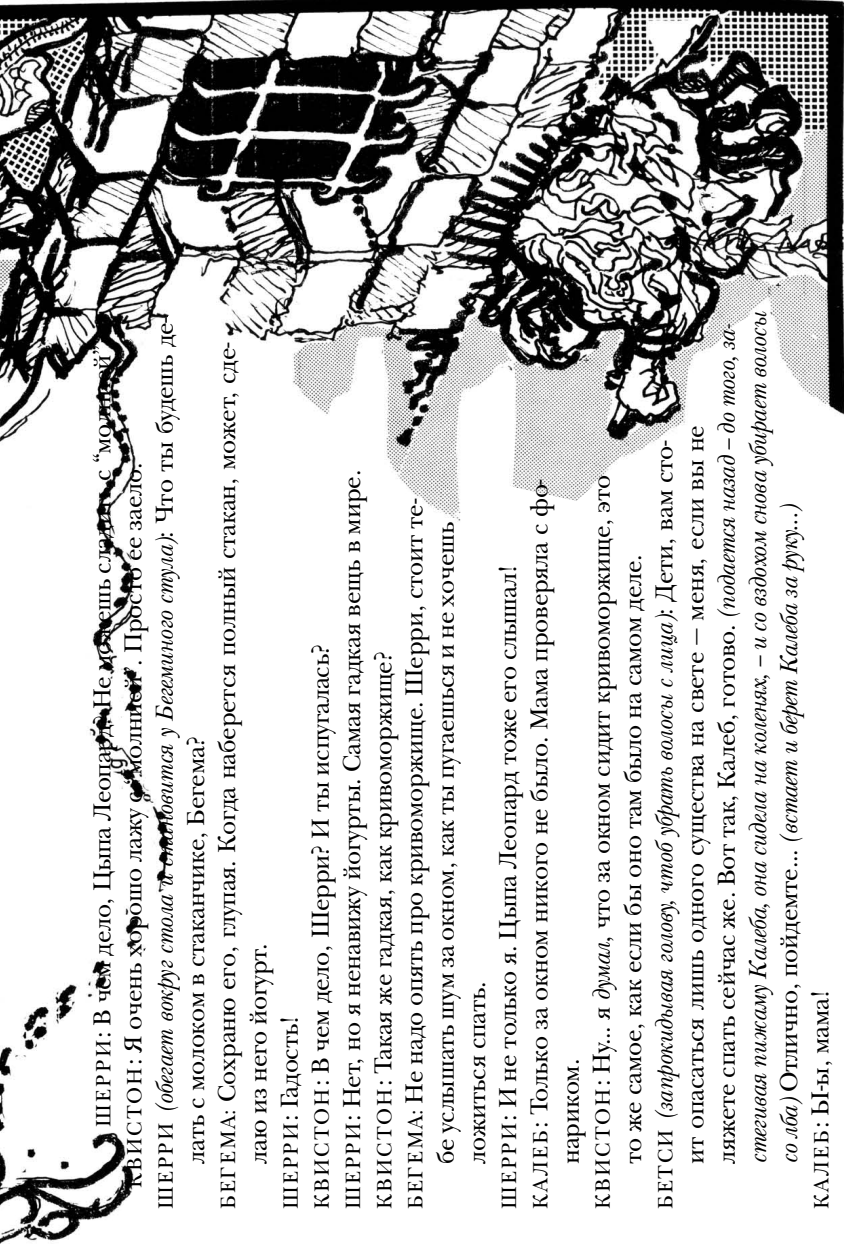 ШЕРРИ: В чем дело, Цыпа Леопард? Не можешь сладить с “молнией”?
КВИСТОН: Я очень хорошо лажу с “молнией”. Просто ее заело.
ШЕРРИ (обегает вокруг стола и становится у Бегеминого стула): Что ты будешь де-
лать с молоком в стаканчике, Бегема?
БЕГЕМА: Сохраню его, глупая. Когда наберется полный стакан, может, сде-
лаю из него йогурт.
ШЕРРИ: Гадость!
КВИСТОН: В чем дело, Шерри? И ты испугалась?
ШЕРРИ: Нет, но я ненавижу йогурты. Самая гадкая вещь в мире.
КВИСТОН: Такая же гадкая, как кривоморжище?
БЕГЕМА: Не надо опять про кривоморжище. Шерри, стоит те-
бе услышать шум за окном, как ты пугаешься и не хочешь
ложиться спать.
ШЕРРИ: И не только я. Цыпа Леопард тоже его слышал!
КАЛЕБ: Только за окном никого не было. Мама проверяла с фо-
нариком.
КВИСТОН: Ну... я думал, что за окном сидит кривоморжище, это
то же самое, как если бы оно там было на самом деле.
БЕТСИ (запрокидывая голову, чтоб убрать волосы с лица): Дети, вам сто-
ит опасаться лишь одного существа на свете — меня, если вы не
ляжете спать сейчас же. Вот так, Калеб, готово. (подается назад – до того, за-
стегивая пижаму Калеба, она сидела на коленях, – и со вздохом снова убирает волосы
со лба) Отлично, пойдемте... (встает и берет Калеба за руку...)
КАЛЕБ: Ы-ы, мама!